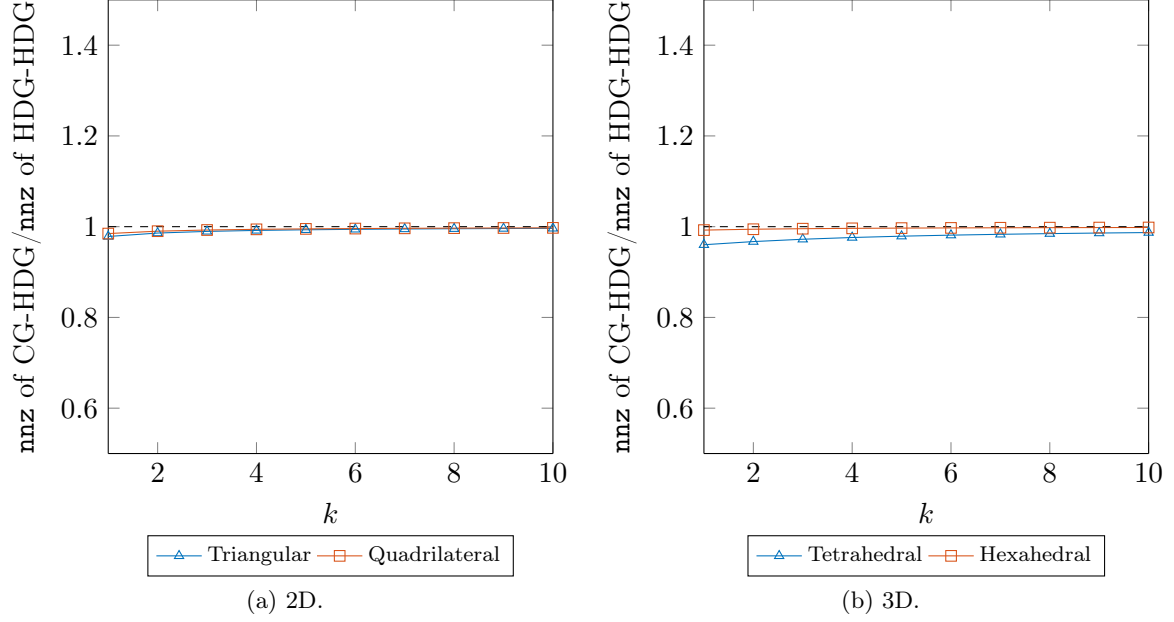 nnz of CG-HDG/nnz of HDG-HDG
1.4
1.2
1
0.8
0.6
2
4
6
8
10
k
Triangular
Quadrilateral
(a) 2D.
nnz of CG-HDG/nnz of HDG-HDG
1.4
1.2
1
0.8
0.6
2
4
6
8
10
k
Tetrahedral
Hexahedral
(b) 3D.